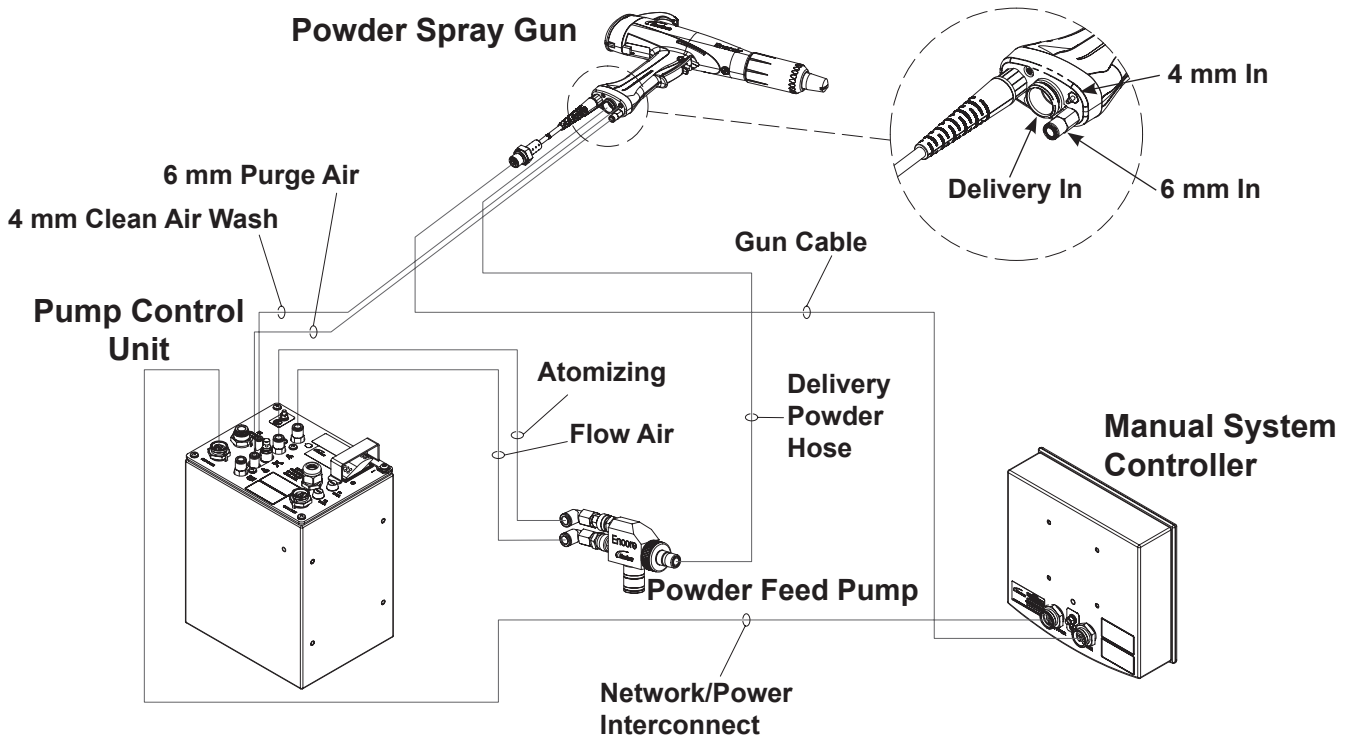 Powder Spray Gun
4 mm In
Delivery In
6 mm In
6 mm Purge Air
4 mm Clean Air Wash
Gun Cable
Pump Control
Unit
Atomizing
Flow Air
Delivery
Powder
Hose
Manual System
Controller
Encore
Powder Feed Pump
Network/Power
Interconnect